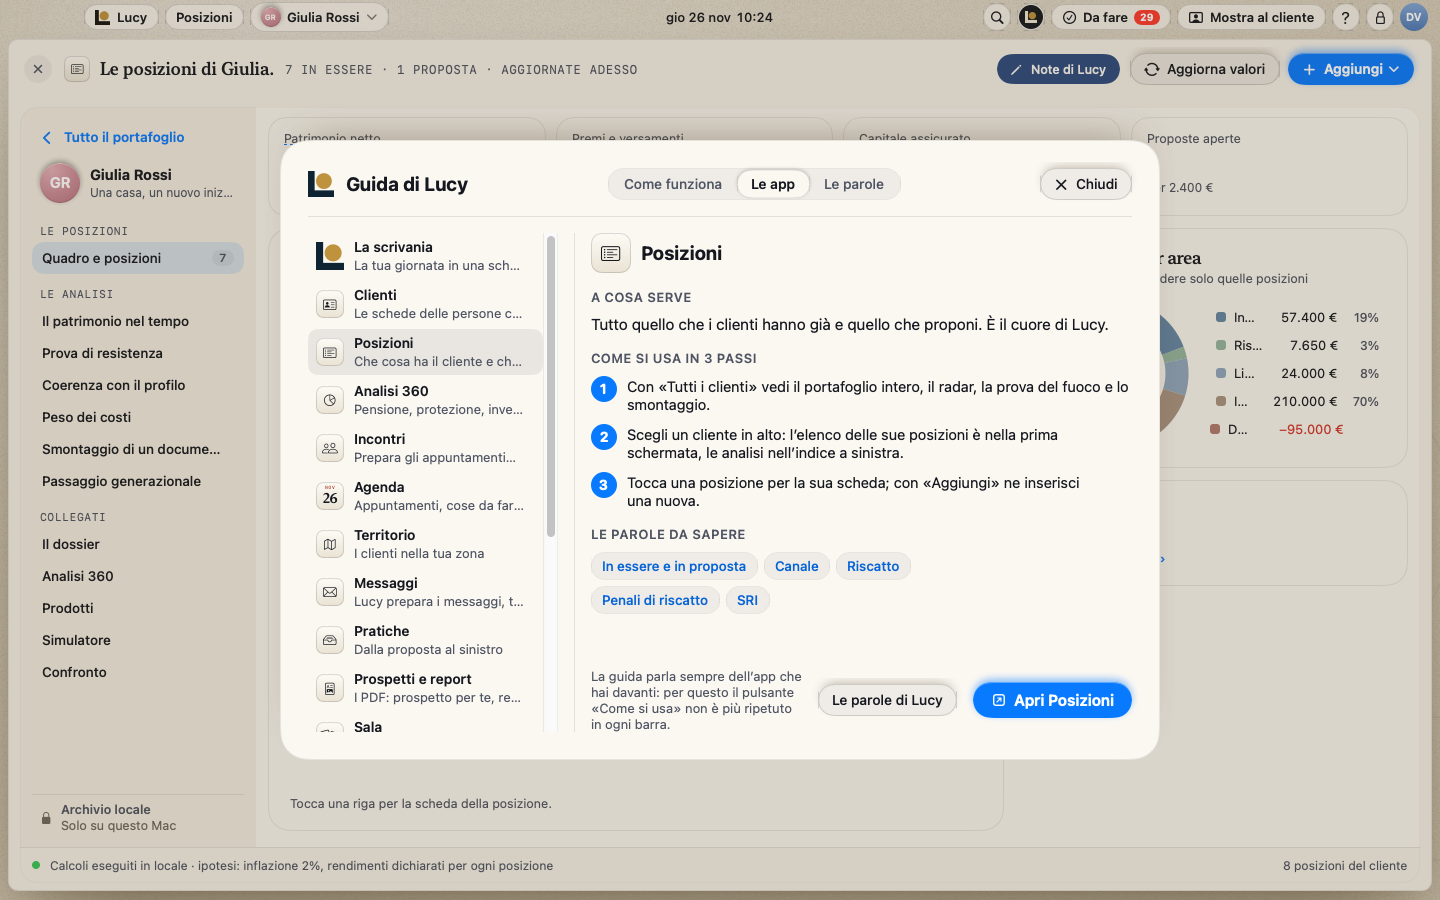 Lucy
Posizioni
GR Giulia Rossi
gio 26 nov 10:24
Da fare 29
Mostra al cliente
?
DV
Le posizioni di Giulia.
7 IN ESSERE · 1 PROPOSTA · AGGIORNATE ADESSO
Note di Lucy
Aggiorna valori
Aggiungi
Tutto il portafoglio
GR
Giulia Rossi
Una casa, un nuovo iniz...
LE POSIZIONI
Quadro e posizioni 7
LE ANALISI
Il patrimonio nel tempo
Prova di resistenza
Coerenza con il profilo
Peso dei costi
Smontaggio di un docume...
Passaggio generazionale
COLLEGATI
Il dossier
Analisi 360
Prodotti
Simulatore
Confronto
Archivio locale
Solo su questo Mac
Patrimonio netto
Premi e versamenti
Capitale assicurato
Proposte aperte
r 2.400 €
r area
dere solo quelle posizioni
In... 57.400 € 19%
Ris... 7.650 € 3%
Li... 24.000 € 8%
I... 210.000 € 70%
D... −95.000 €
Guida di Lucy
Come funziona
Le app
Le parole
Chiudi
La scrivania
La tua giornata in una sch...
Clienti
Le schede delle persone c...
Posizioni
Che cosa ha il cliente e ch...
Analisi 360
Pensione, protezione, inve...
Incontri
Prepara gli appuntamenti...
NOV
26
Agenda
Appuntamenti, cose da far...
Territorio
I clienti nella tua zona
Messaggi
Lucy prepara i messaggi, t...
Pratiche
Dalla proposta al sinistro
Prospetti e report
I PDF: prospetto per te, re...
Sala
Posizioni
A COSA SERVE
Tutto quello che i clienti hanno già e quello che proponi. È il cuore di Lucy.
COME SI USA IN 3 PASSI
1 Con «Tutti i clienti» vedi il portafoglio intero, il radar, la prova del fuoco e lo
smontaggio.
2 Scegli un cliente in alto: l’elenco delle sue posizioni è nella prima
schermata, le analisi nell’indice a sinistra.
3 Tocca una posizione per la sua scheda; con «Aggiungi» ne inserisci
una nuova.
LE PAROLE DA SAPERE
In essere e in proposta
Canale
Riscatto
Penali di riscatto
SRI
La guida parla sempre dell’app che
hai davanti: per questo il pulsante
«Come si usa» non è più ripetuto
in ogni barra.
Le parole di Lucy
Apri Posizioni
Tocca una riga per la scheda della posizione.
Calcoli eseguiti in locale · ipotesi: inflazione 2%, rendimenti dichiarati per ogni posizione
8 posizioni del cliente